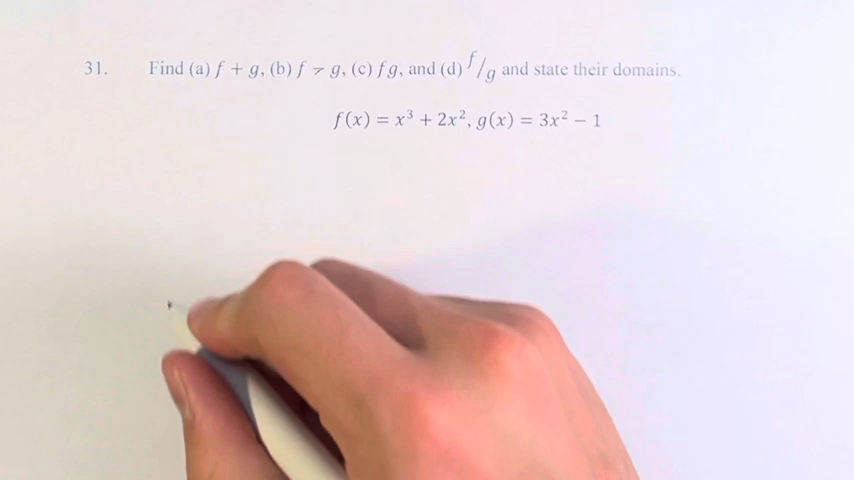 31. Find (a) f + g, (b) f - g, (c) fg, and (d) f/g and state their domains.
f(x) = x³ + 2x², g(x) = 3x² − 1